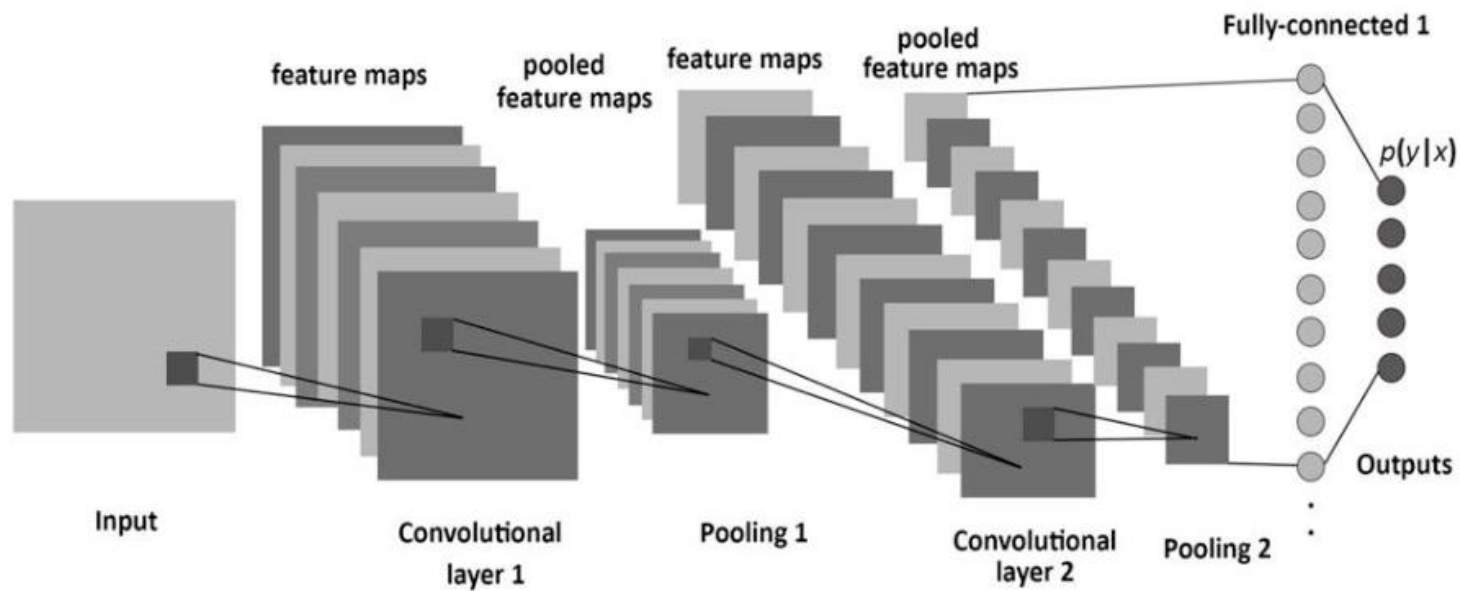 Fully-connected 1
feature maps
pooled
feature maps
feature maps
pooled
feature maps
p(y|x)
Input
Convolutional
layer 1
Pooling 1
Convolutional
layer 2
Pooling 2
Outputs